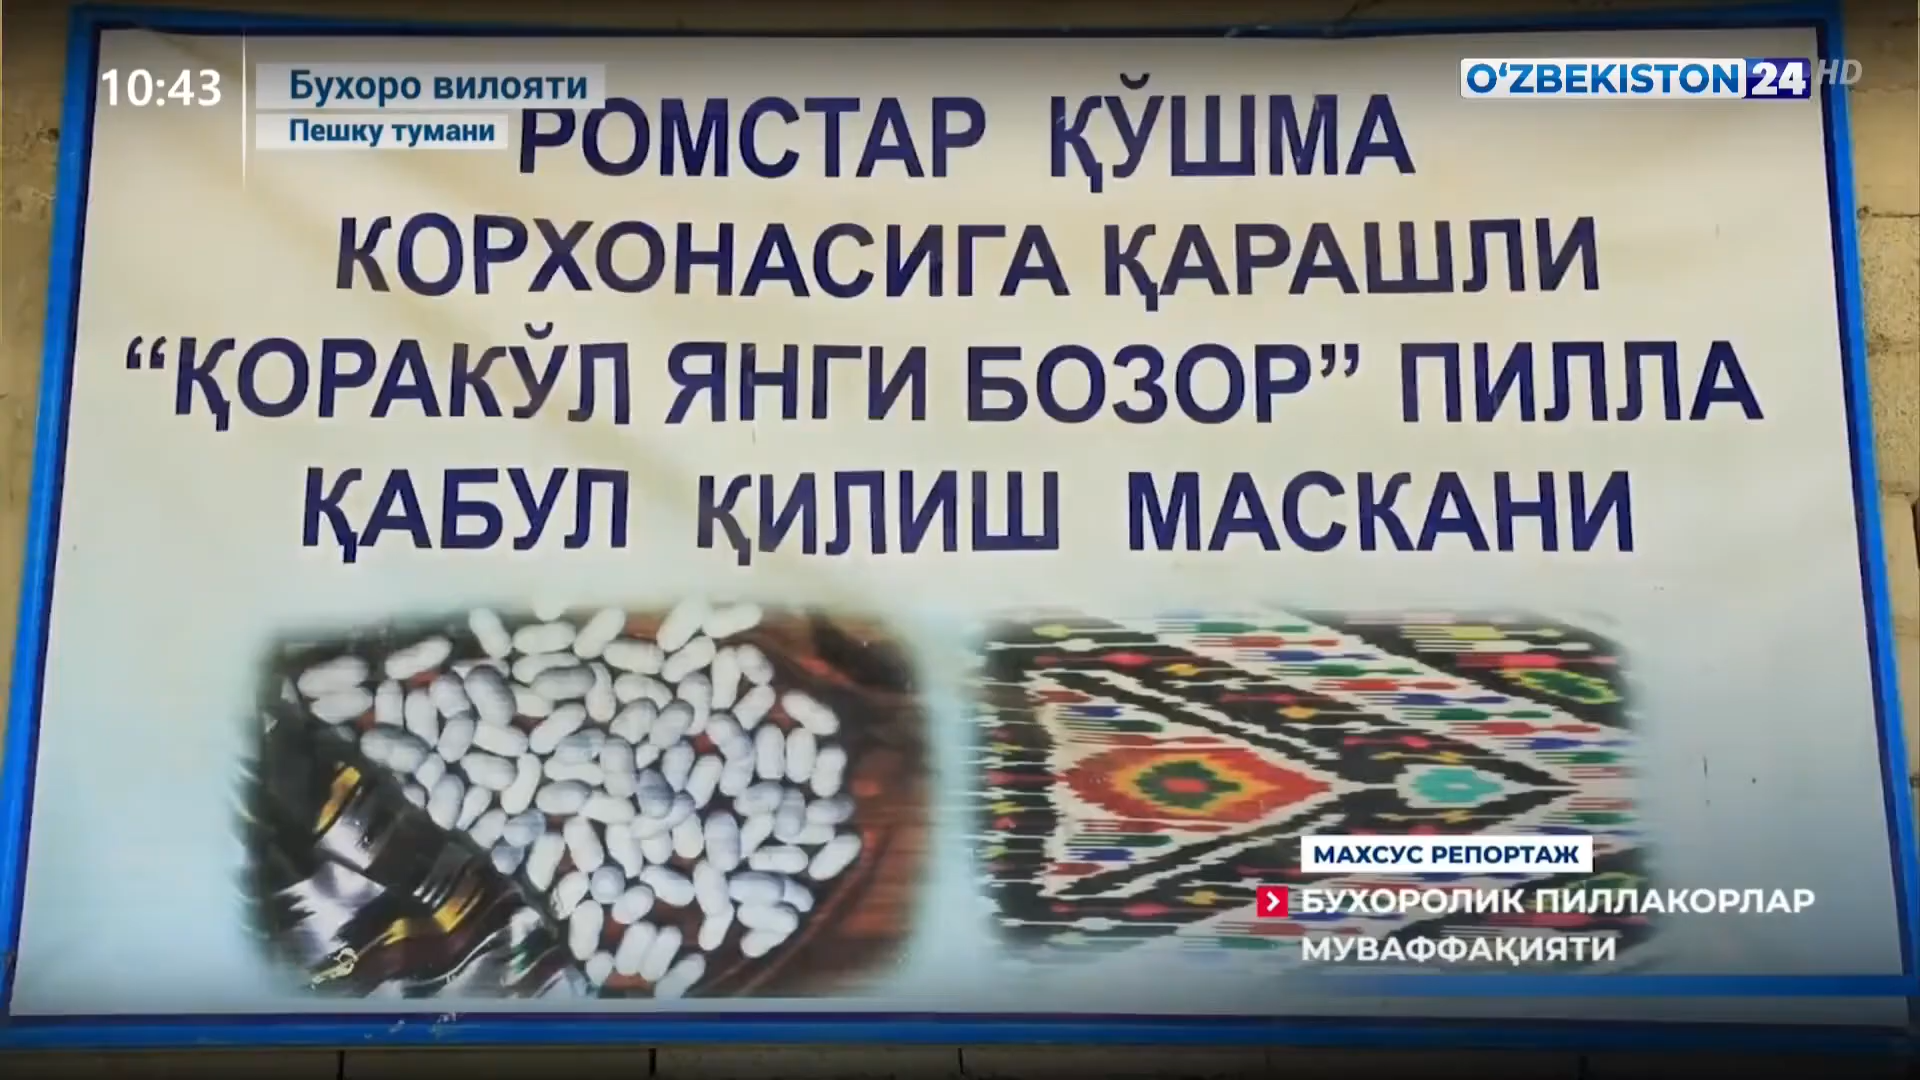 10:43
Бухоро вилояти
Пешку тумани
O‘ZBEKISTON 24 HD
РОМСТАР ҚЎШМА
КОРХОНАСИГА ҚАРАШЛИ
“ҚОРАКЎЛ ЯНГИ БОЗОР” ПИЛЛА
ҚАБУЛ ҚИЛИШ МАСКАНИ
МАХСУС РЕПОРТАЖ
БУХОРОЛИК ПИЛЛАКОРЛАР
МУВАФФАҚИЯТИ